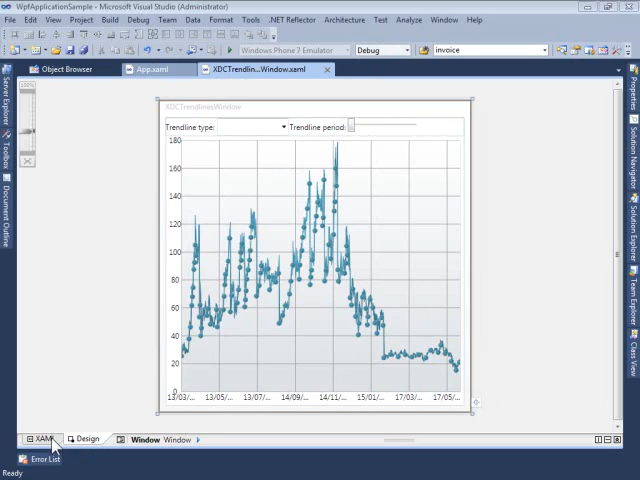 WpfApplicationSample - Microsoft Visual Studio (Administrator)
File Edit View Project Build Debug Team Data Format Tools .NET Reflector Architecture Test Analyze Window Help
Windows Phone 7 Emulator Debug invoice
Object Browser App.xaml XDCTrendlin...Window.xaml
Server Explorer
Toolbox
Document Outline
100%
XDCTrendlinesWindow
Trendline type: Trendline period:
180
160
140
120
100
80
60
40
20
0
13/03/... 13/05/... 13/07/... 14/09/... 14/11/... 15/01/... 17/03/... 17/05/...
Properties
Solution Navigator
Solution Explorer
Team Explorer
Class View
XAML Design Window Window
Error List
Ready